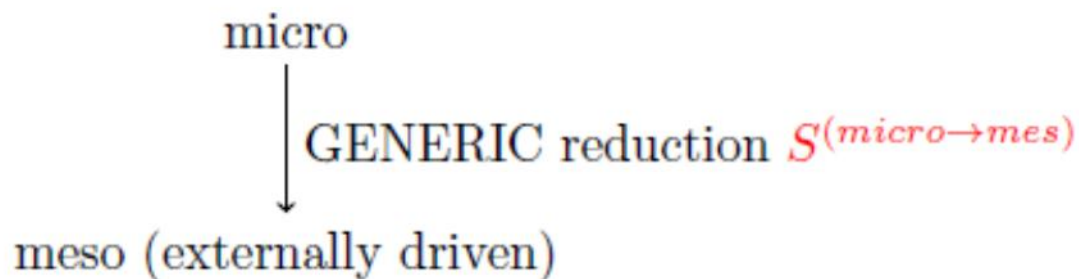 micro
GENERIC reduction S^(micro→mes)
meso (externally driven)